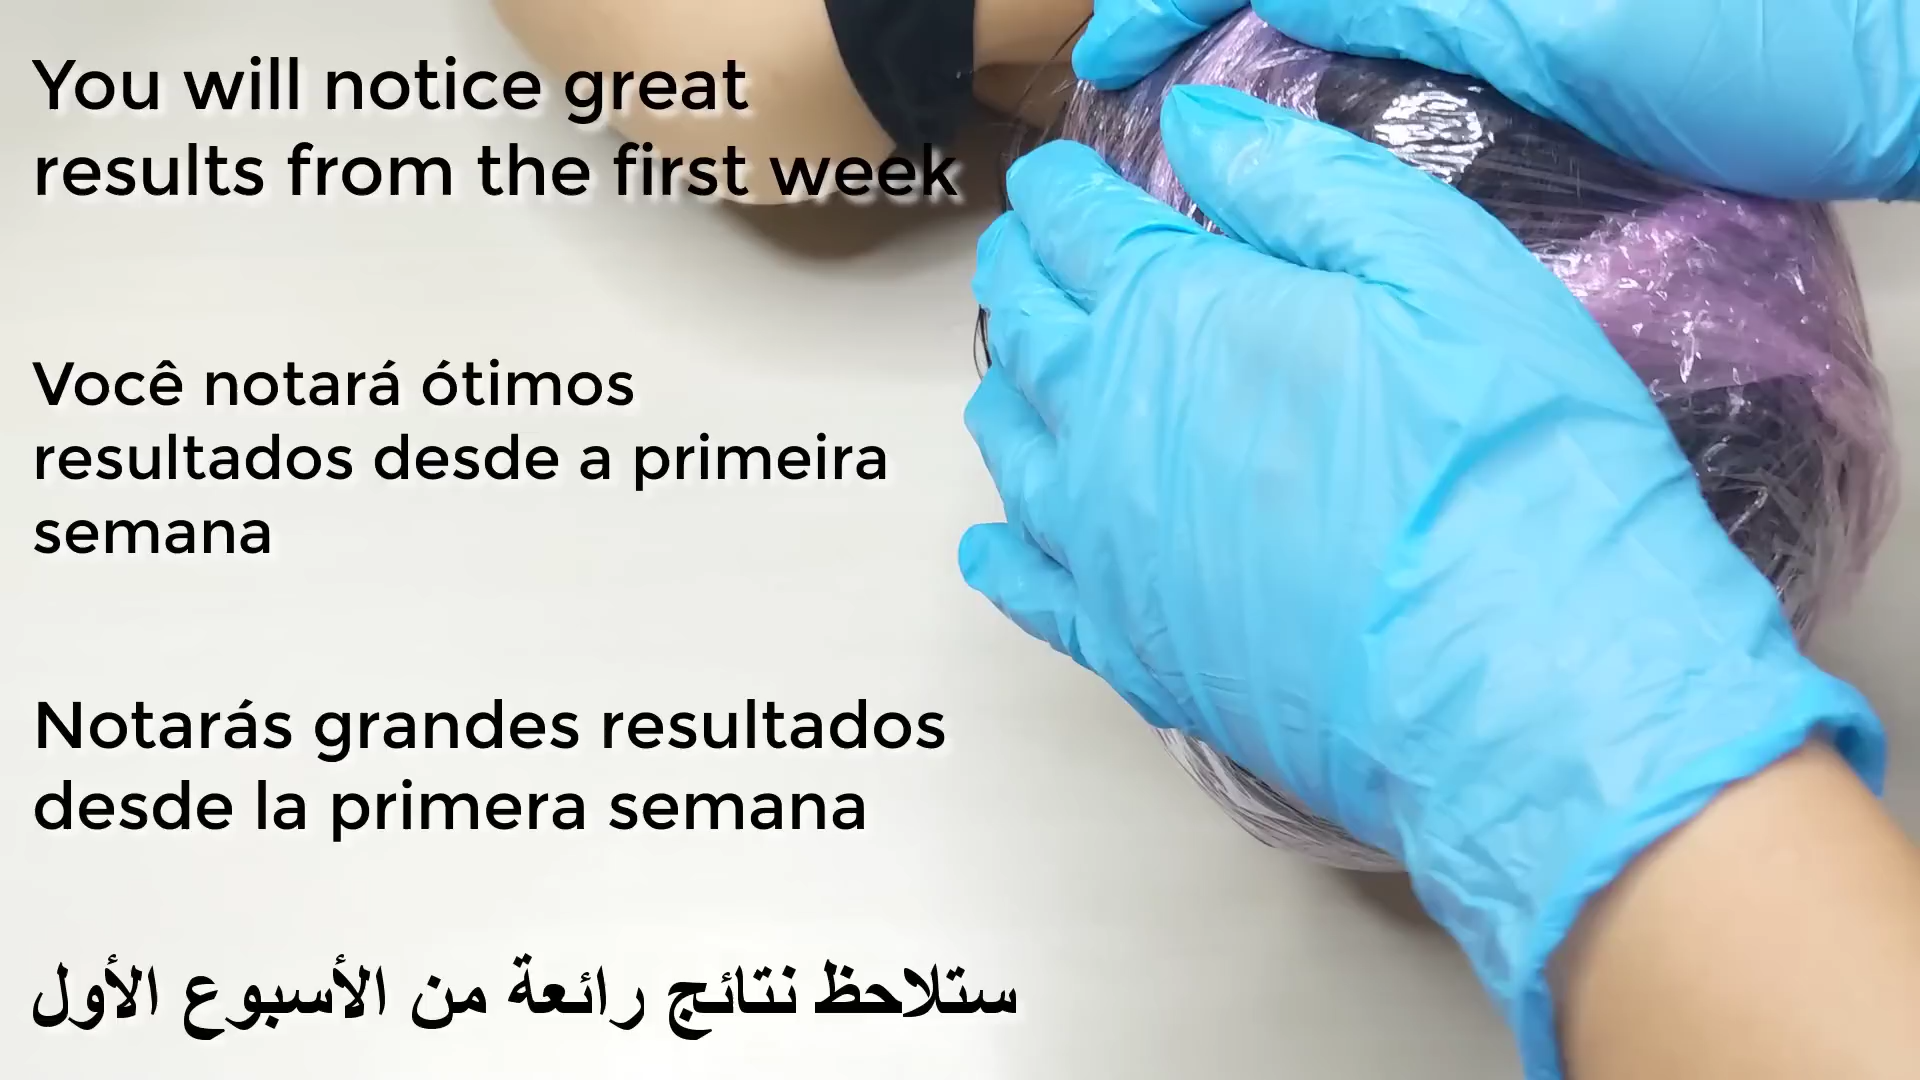 You will notice great
results from the first week
Você notará ótimos
resultados desde a primeira
semana
Notarás grandes resultados
desde la primera semana
ستلاحظ نتائج رائعة من الأسبوع الأول